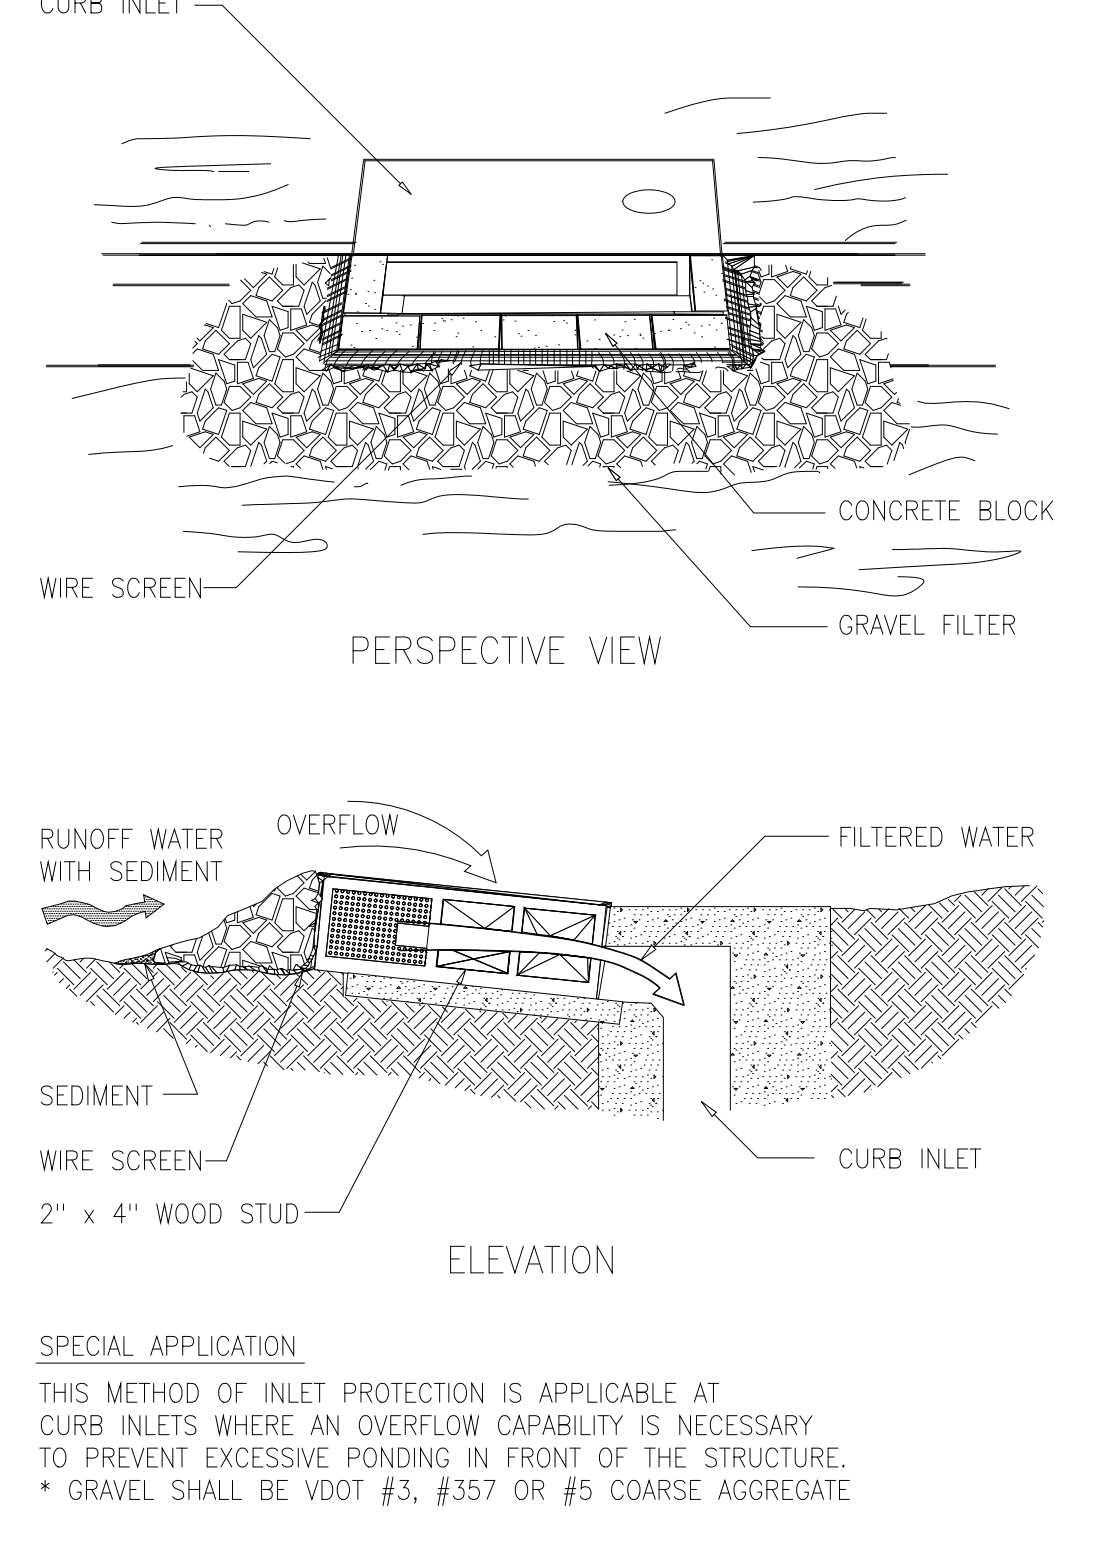 CURB INLET
CONCRETE BLOCK
WIRE SCREEN
GRAVEL FILTER
PERSPECTIVE VIEW
RUNOFF WATER
WITH SEDIMENT
OVERFLOW
FILTERED WATER
SEDIMENT
WIRE SCREEN
CURB INLET
2" x 4" WOOD STUD
ELEVATION
SPECIAL APPLICATION
THIS METHOD OF INLET PROTECTION IS APPLICABLE AT
CURB INLETS WHERE AN OVERFLOW CAPABILITY IS NECESSARY
TO PREVENT EXCESSIVE PONDING IN FRONT OF THE STRUCTURE.
* GRAVEL SHALL BE VDOT #3, #357 OR #5 COARSE AGGREGATE